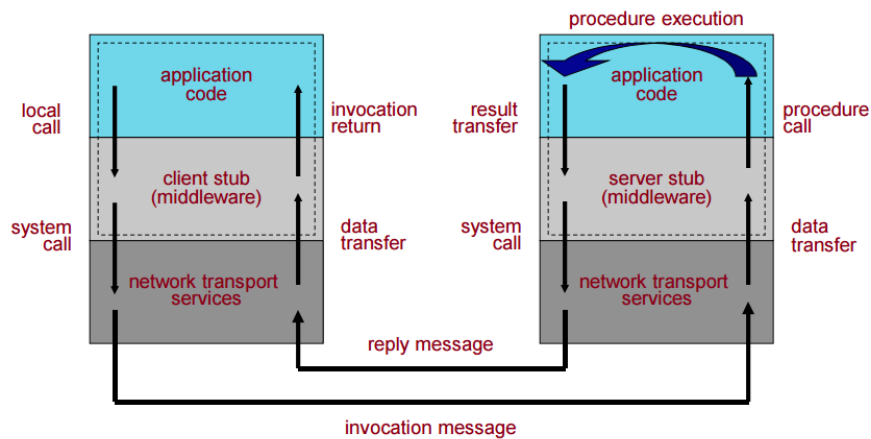 procedure execution
application
code
local
call
invocation
return
client stub
(middleware)
system
call
data
transfer
network transport
services
application
code
result
transfer
procedure
call
server stub
(middleware)
system
call
data
transfer
network transport
services
reply message
invocation message